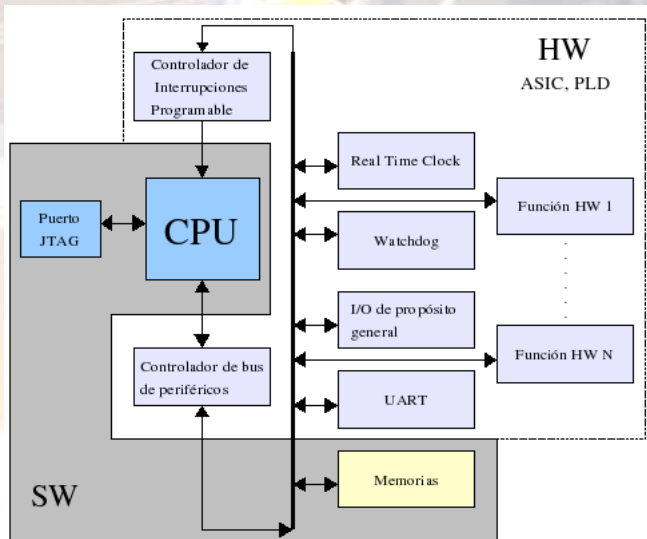 Controlador de
Interrupciones
Programable
HW
ASIC, PLD
Real Time Clock
Puerto
JTAG
CPU
Función HW 1
Watchdog
I/O de propósito
general
Controlador de bus
de periféricos
Función HW N
UART
SW
Memorias